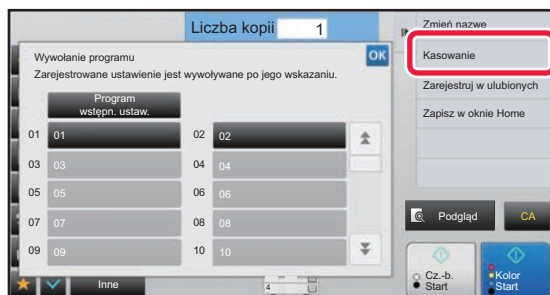 Liczba kopii 1
Zmień nazwę
Wywołanie programu
OK
Kasowanie
Zarejestrowane ustawienie jest wywoływane po jego wskazaniu.
Zarejestruj w ulubionych
Program
wstępn. ustaw.
Zapisz w oknie Home
01 01 02 02
03 03 04 04
05 05 06 06
07 07 08 08
09 09 10 10
Podgląd
CA
Inne
4
Cz.-b.
Start
Kolor
Start